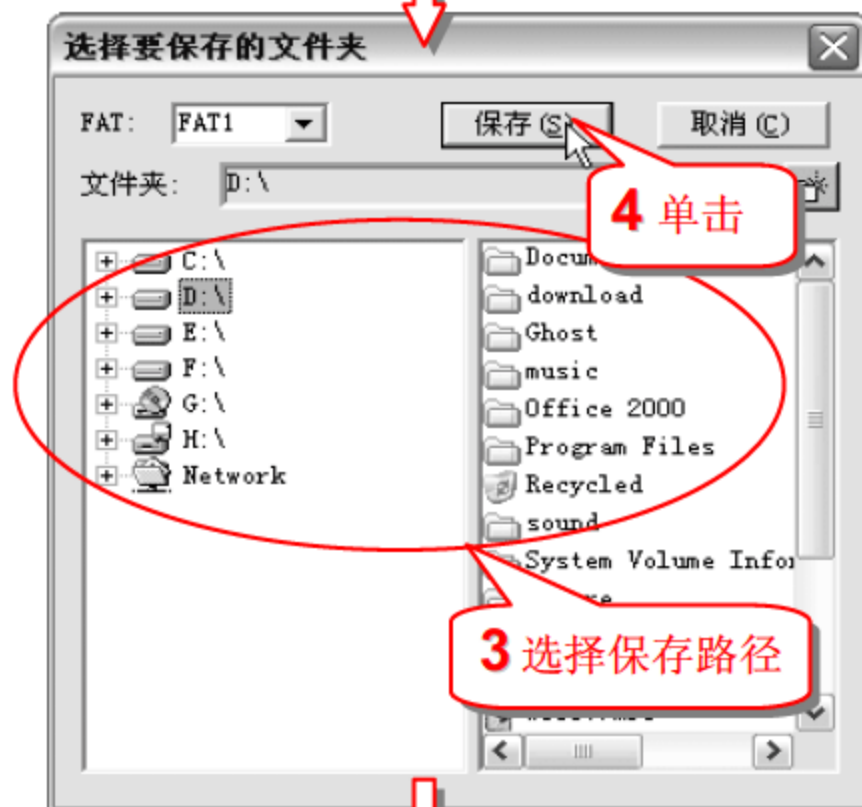 选择要保存的文件夹
FAT: FAT1 保存(S) 取消(C)
文件夹: D:\
4 单击
C:\
D:\
E:\
F:\
G:\
H:\
Network
download
Ghost
music
Office 2000
Program Files
Recycled
sound
System Volume
3 选择保存路径